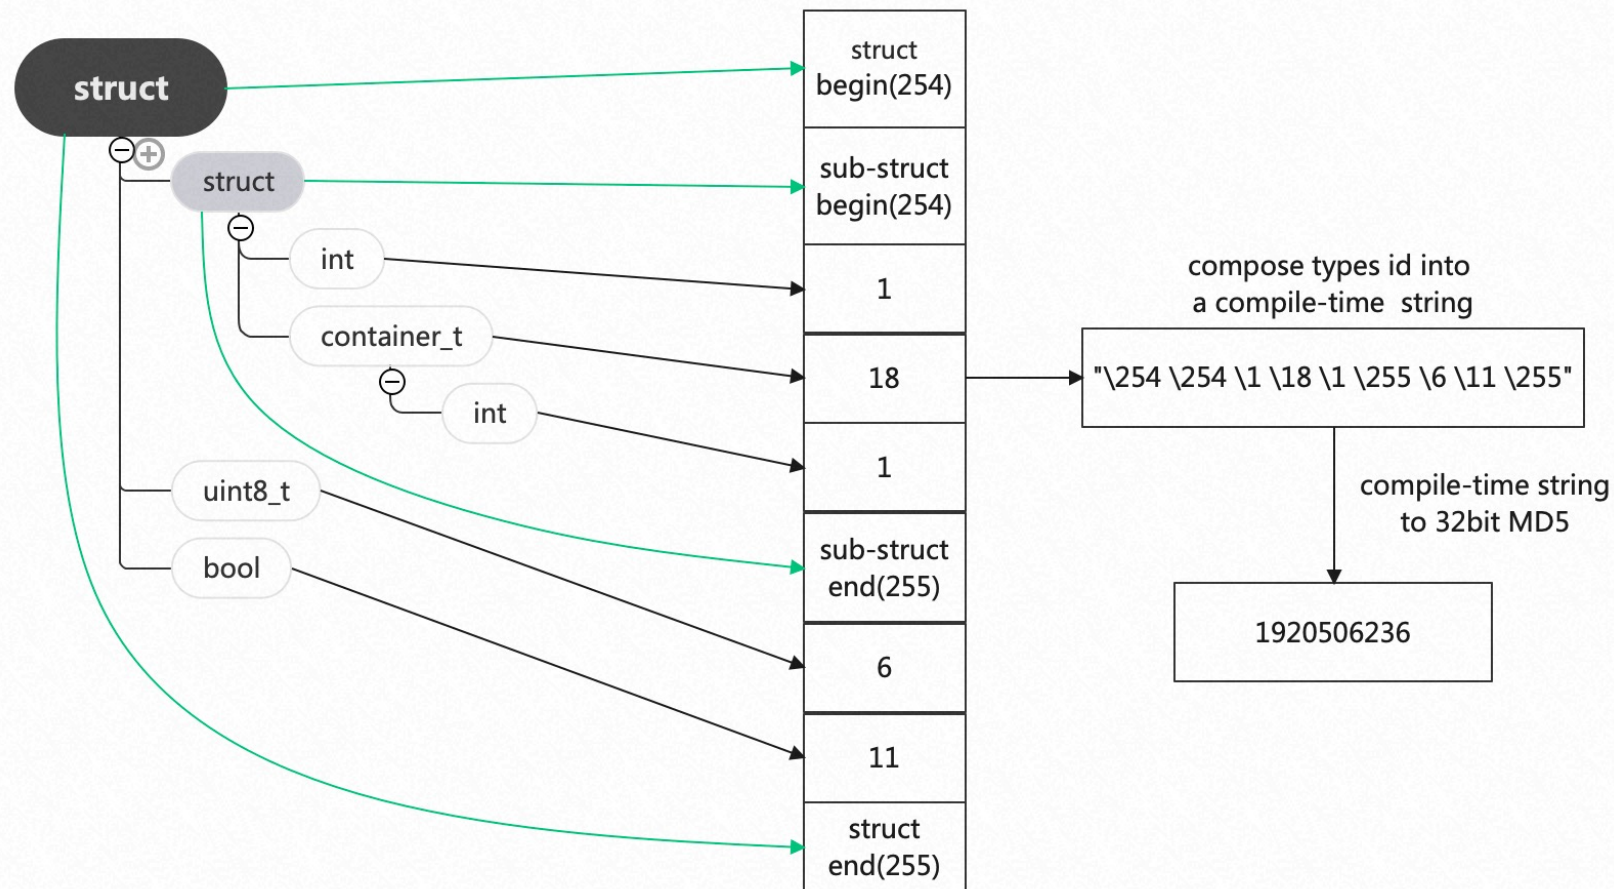 struct
struct
int
container_t
int
uint8_t
bool
struct
begin(254)
sub-struct
begin(254)
1
18
1
sub-struct
end(255)
6
11
struct
end(255)
compose types id into
a compile-time string
"\254 \254 \1 \18 \1 \255 \6 \11 \255"
compile-time string
to 32bit MD5
1920506236